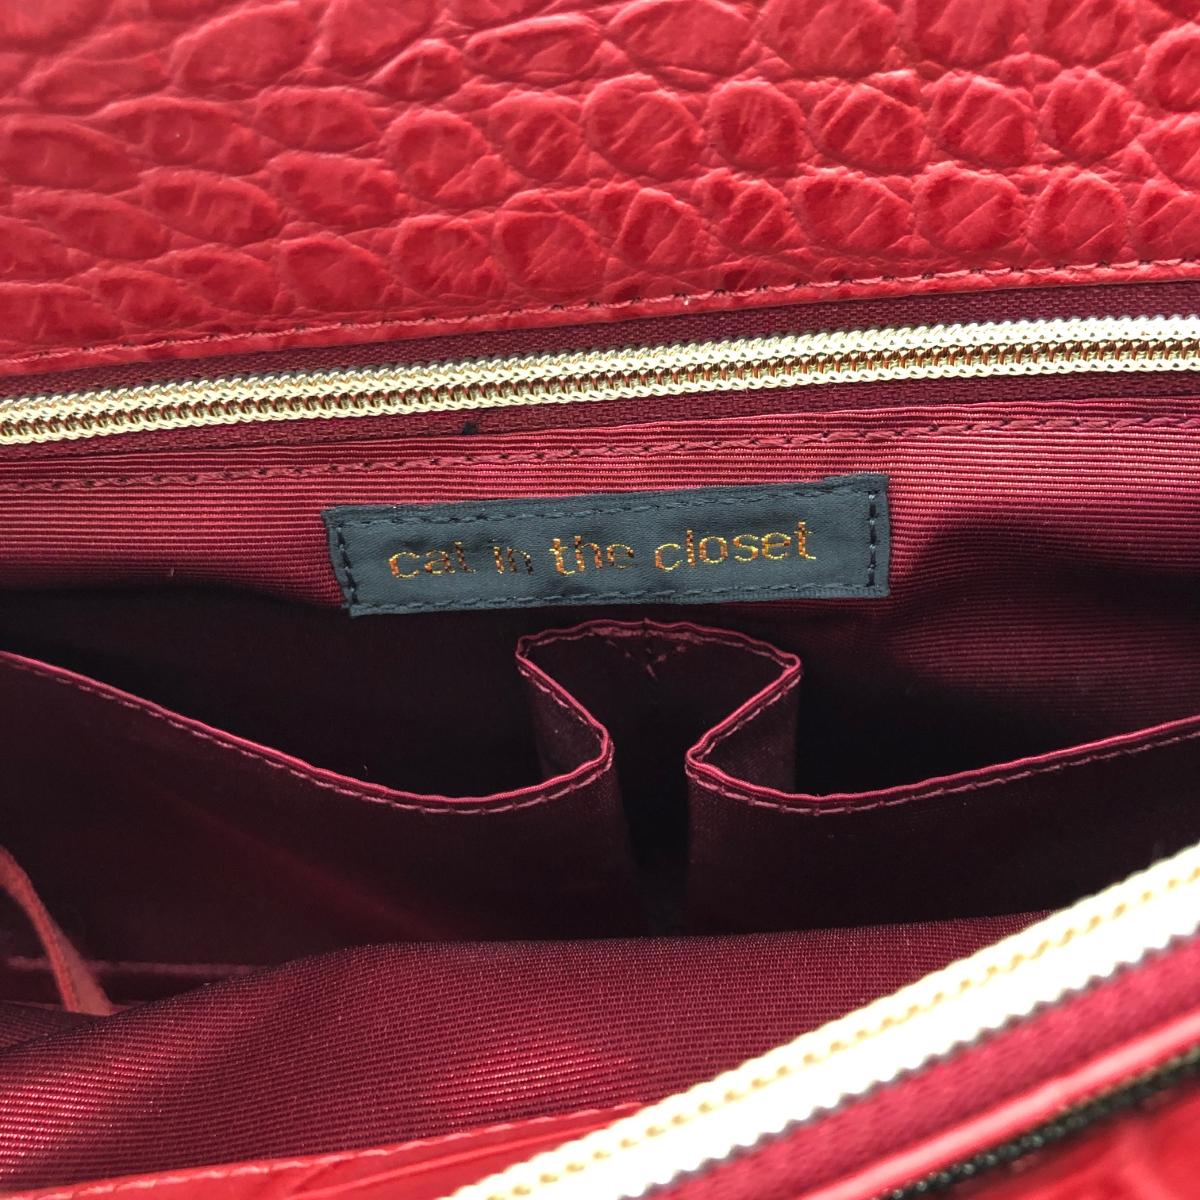 cat in the closet